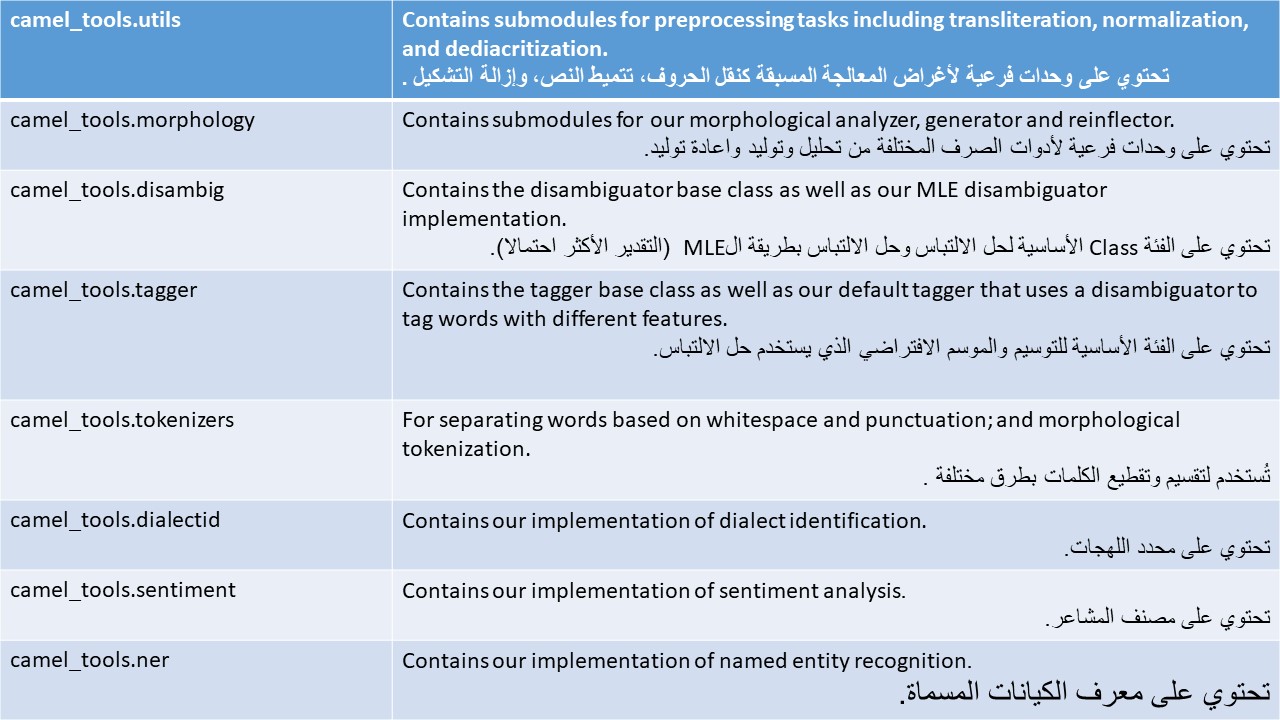 camel_tools.utils
Contains submodules for preprocessing tasks including transliteration, normalization,
and dediacritization.
تحتوي على وحدات فرعية لأغراض المعالجة المسبقة كنقل الحروف، تتميط النص، وإزالة التشكيل .
camel_tools.morphology
Contains submodules for our morphological analyzer, generator and reinflector.
تحتوي على وحدات فرعية لأدوات الصرف المختلفة من تحليل وتوليد واعادة توليد.
camel_tools.disambig
Contains the disambiguator base class as well as our MLE disambiguator
implementation.
تحتوي على الفئة Class الأساسية لحل الالتباس وحل الالتباس بطريقة الMLE (التقدير الأكثر احتمالا).
camel_tools.tagger
Contains the tagger base class as well as our default tagger that uses a disambiguator to
tag words with different features.
تحتوي على الفئة الأساسية للتوسيم والموسم الافتراضي الذي يستخدم حل الالتباس.
camel_tools.tokenizers
For separating words based on whitespace and punctuation; and morphological
tokenization.
تُستخدم لتقسيم وتقطيع الكلمات بطرق مختلفة .
camel_tools.dialectid
Contains our implementation of dialect identification.
تحتوي على محدد اللهجات.
camel_tools.sentiment
Contains our implementation of sentiment analysis.
تحتوي على مصنف المشاعر.
camel_tools.ner
Contains our implementation of named entity recognition.
تحتوي على معرف الكيانات المسماة.